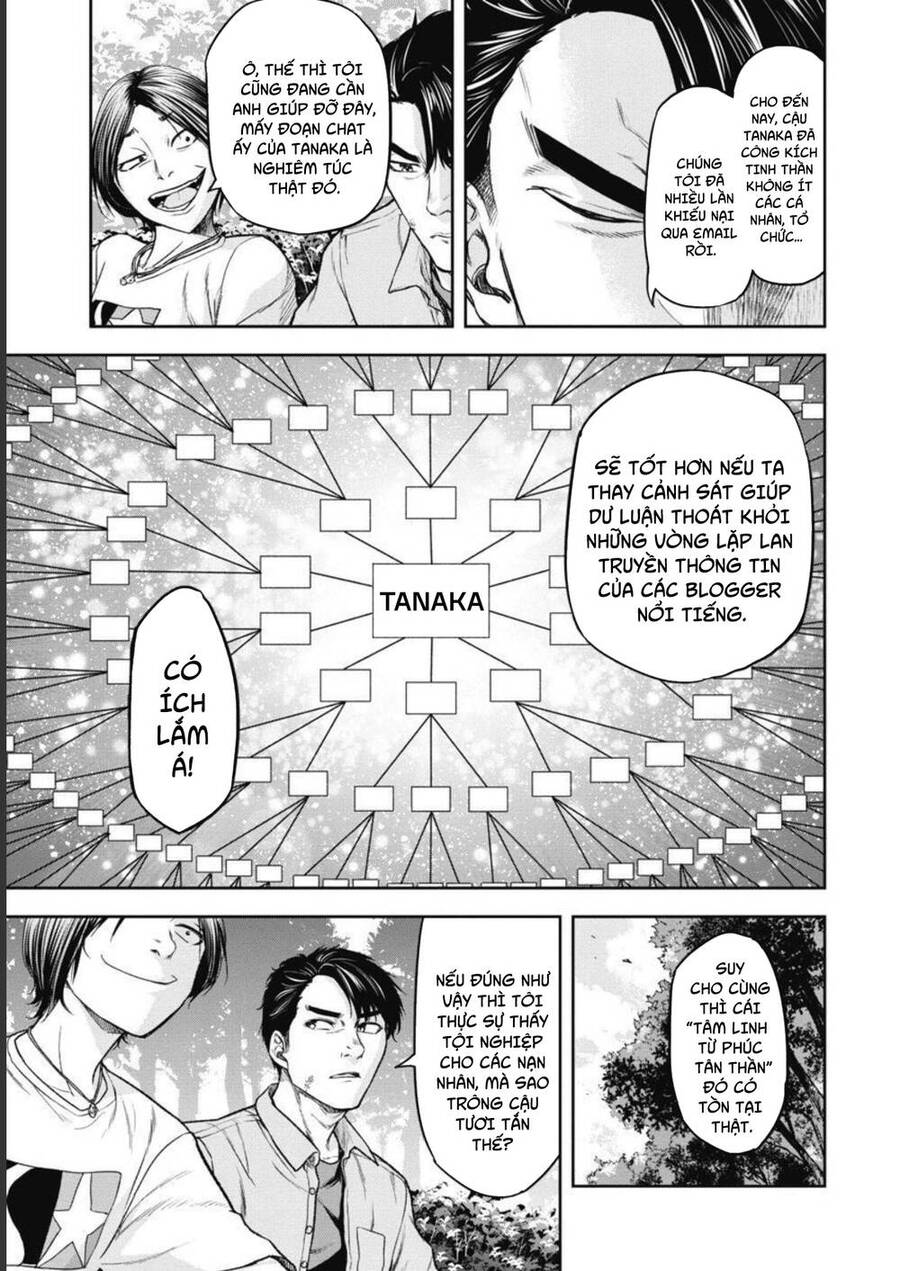 CHO ĐẾN
NAY, CẬU
TANAKA ĐÃ
CÔNG KÍCH
TINH THẦN
KHÔNG ÍT
CÁC CÁ
NHÂN, TỔ
CHỨC...
CHÚNG
TÔI ĐÃ
NHIỀU LẦN
KHIẾU NẠI
QUA EMAIL
RỒI.
Ồ, THẾ THÌ TÔI
CŨNG ĐANG CẦN
ANH GIÚP ĐỠ ĐÂY,
MẤY ĐOẠN CHAT
ẤY CỦA TANAKA LÀ
NGHIÊM TÚC
THẬT ĐÓ.
SẼ TỐT HƠN NẾU TA
THAY CẢNH SÁT GIÚP
DƯ LUẬN THOÁT KHỎI
NHỮNG VÒNG LẶP LAN
TRUYỀN THÔNG TIN
CỦA CÁC BLOGGER
NỔI TIẾNG.
TANAKA
CÓ
ÍCH
LẮM
Á!
SUY
CHO CÙNG
THÌ CÁI
“TÂM LINH
TỪ PHÚC
TÂN THẦN”
ĐÓ CÓ
TỒN TẠI
THẬT.
NẾU ĐÚNG NHƯ
VẬY THÌ TÔI
THỰC SỰ THẤY
TỘI NGHIỆP
CHO CÁC NẠN
NHÂN, MÀ SAO
TRÔNG CẬU
TƯƠI TẮN
THẾ?